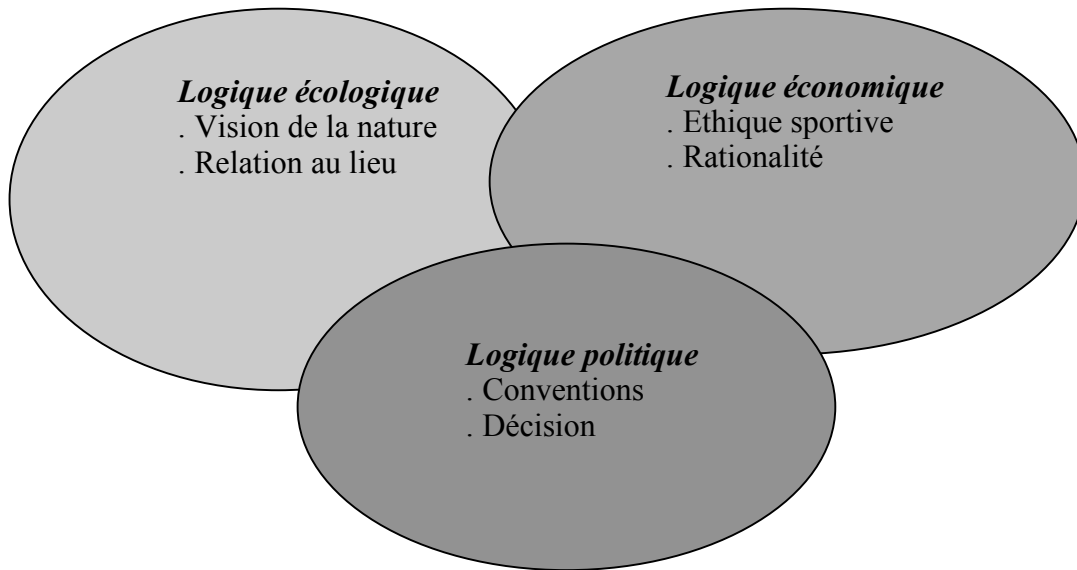 Logique écologique
. Vision de la nature
. Relation au lieu
Logique économique
. Ethique sportive
. Rationalité
Logique politique
. Conventions
. Décision